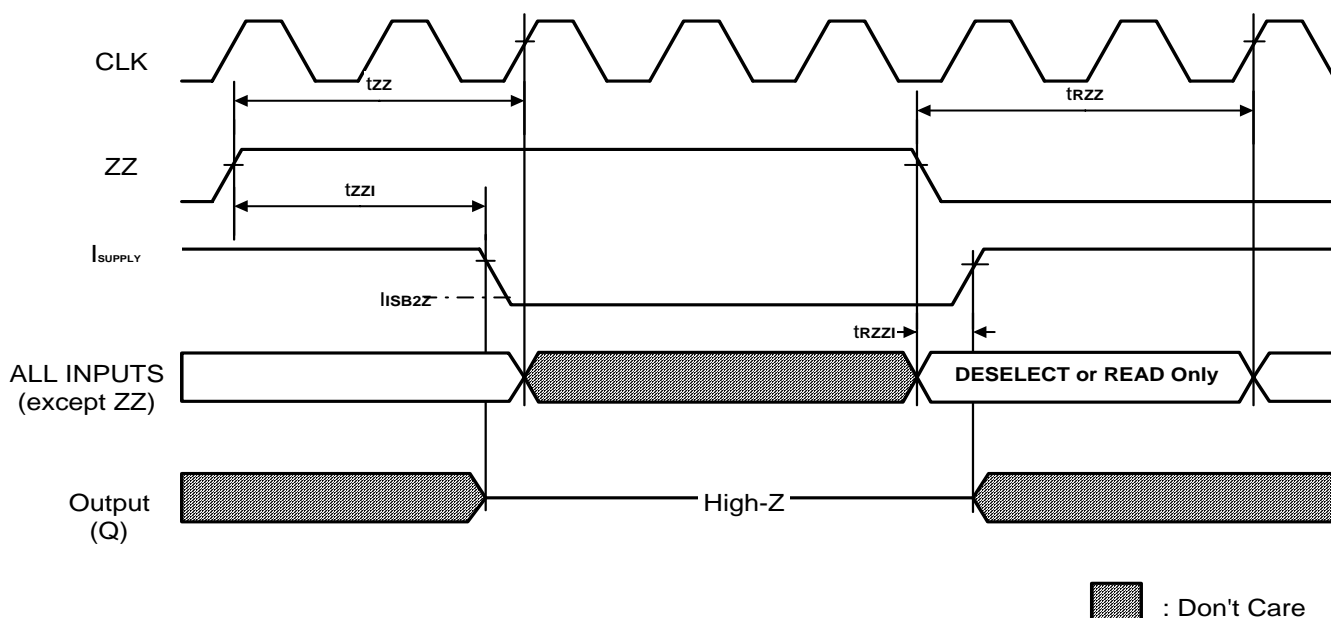 CLK
tzz
tRZZ
ZZ
tZZI
ISUPPLY
IISB2Z
tRZZI
ALL INPUTS
(except ZZ)
DESELECT or READ Only
Output
(Q)
High-Z
: Don't Care